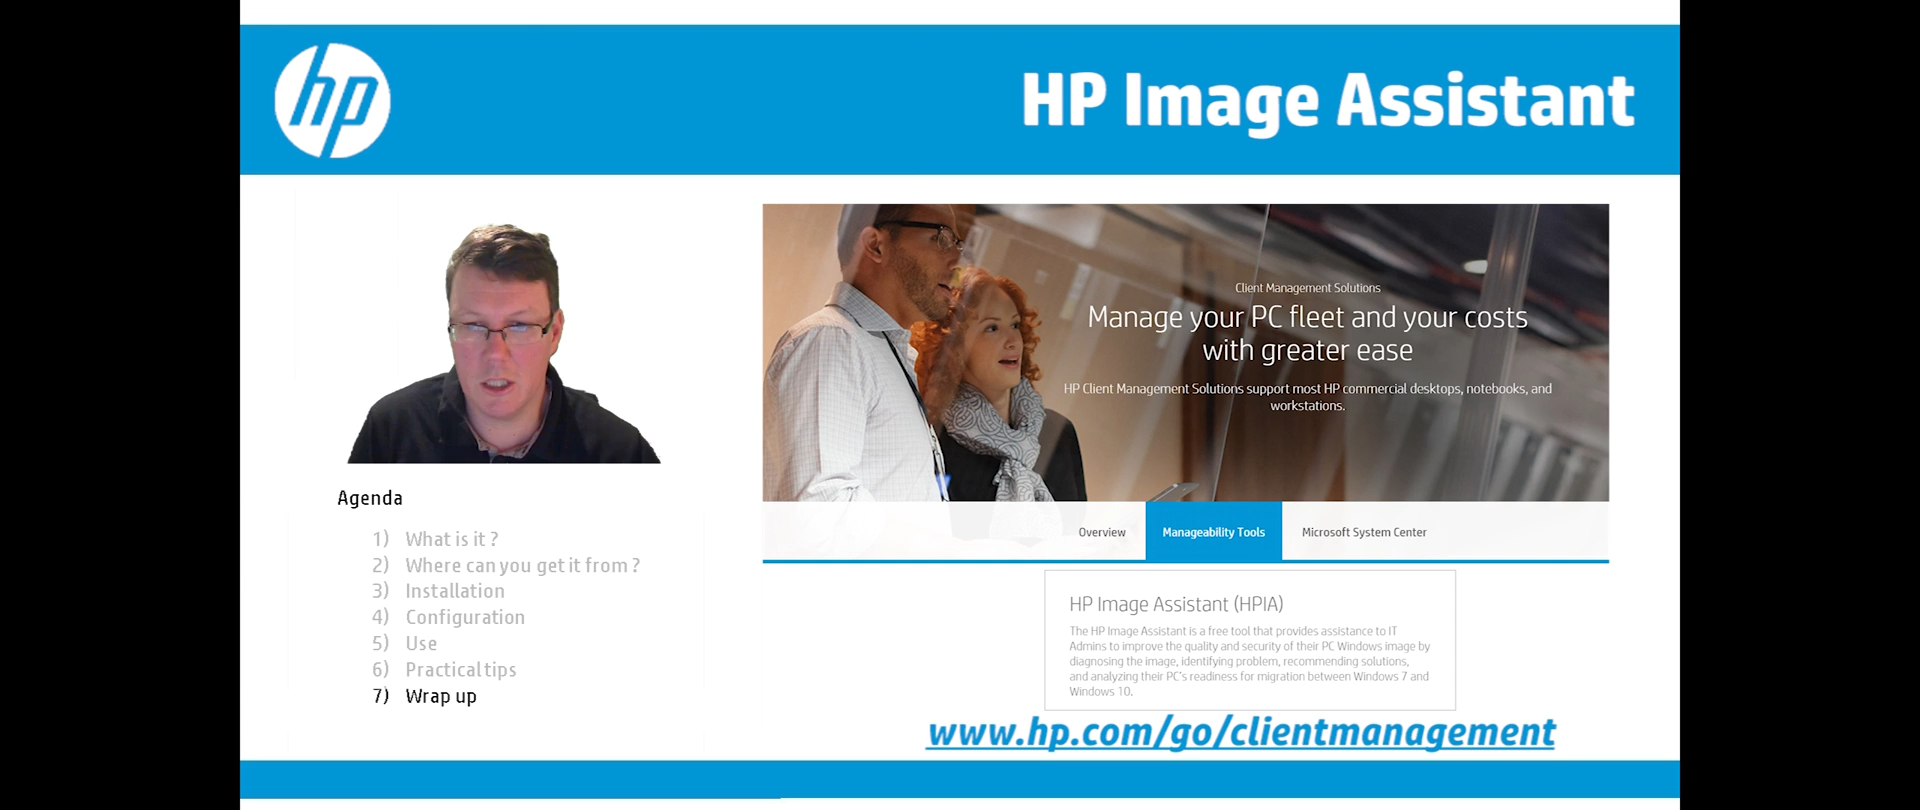 hp
HP Image Assistant
Client Management Solutions
Manage your PC fleet and your costs
with greater ease
HP Client Management Solutions support most HP commercial desktops, notebooks, and
workstations.
Overview
Manageability Tools
Microsoft System Center
Agenda
1) What is it ?
2) Where can you get it from ?
3) Installation
4) Configuration
5) Use
6) Practical tips
7) Wrap up
HP Image Assistant (HPIA)
The HP Image Assistant is a free tool that provides assistance to IT
Admins to improve the quality and security of their PC Windows image by
diagnosing the image, identifying problem, recommending solutions,
and analyzing their PC's readiness for migration between Windows 7 and
Windows 10.
www.hp.com/go/clientmanagement